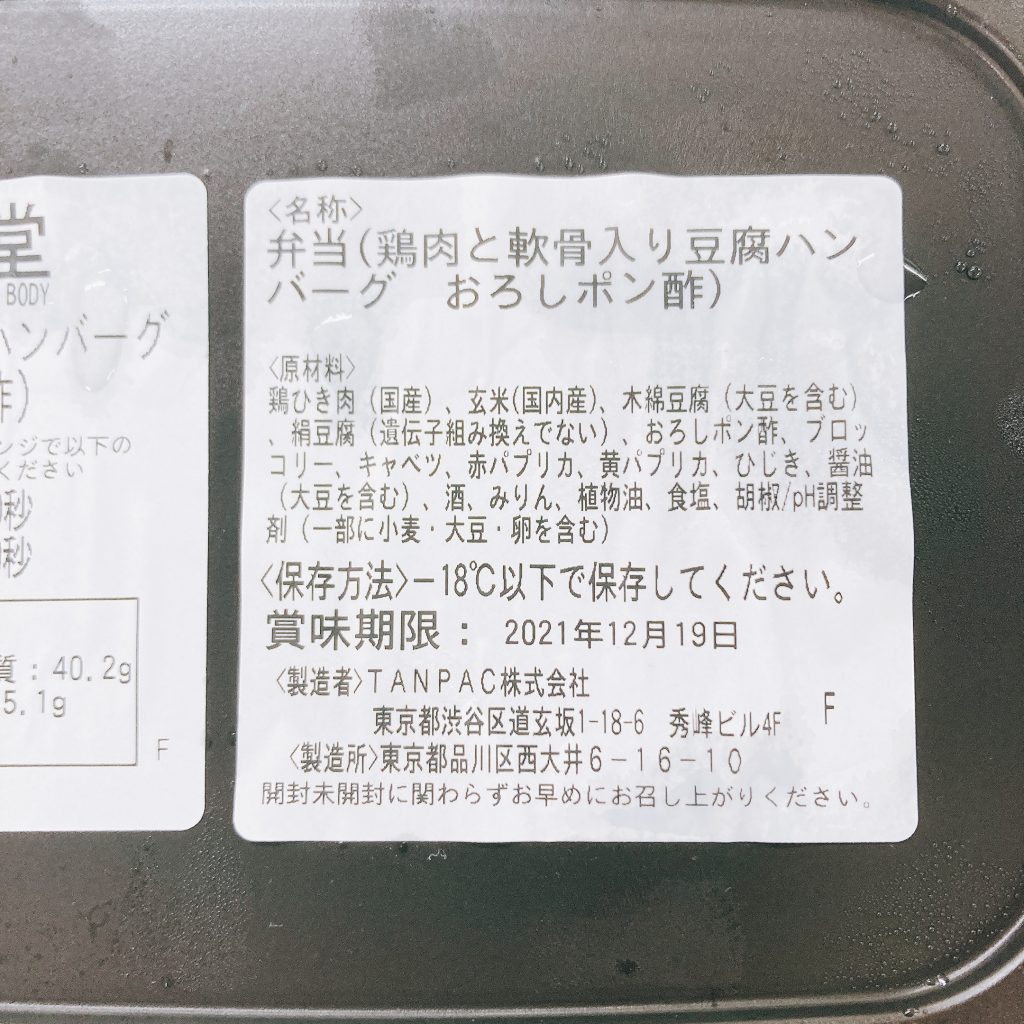 堂
BODY
ハンバーグ
酢)
ンジで以下の
ください
0秒
0秒
質：40.2g
5.1g
F
〈名称〉
弁当(鶏肉と軟骨入り豆腐ハン
バーグ　おろしポン酢)
〈原材料〉
鶏ひき肉（国産）、玄米(国内産)、木綿豆腐（大豆を含む）
、絹豆腐（遺伝子組み換えでない）、おろしポン酢、ブロッ
コリー、キャベツ、赤パプリカ、黄パプリカ、ひじき、醤油
（大豆を含む）、酒、みりん、植物油、食塩、胡椒/pH調整
剤（一部に小麦・大豆・卵を含む）
〈保存方法〉－18℃以下で保存してください。
賞味期限： 2021年12月19日
〈製造者〉TANPAC株式会社
東京都渋谷区道玄坂1-18-6　秀峰ビル4F
F
〈製造所〉東京都品川区西大井６－１６－１０
開封未開封に関わらずお早めにお召し上がりください。